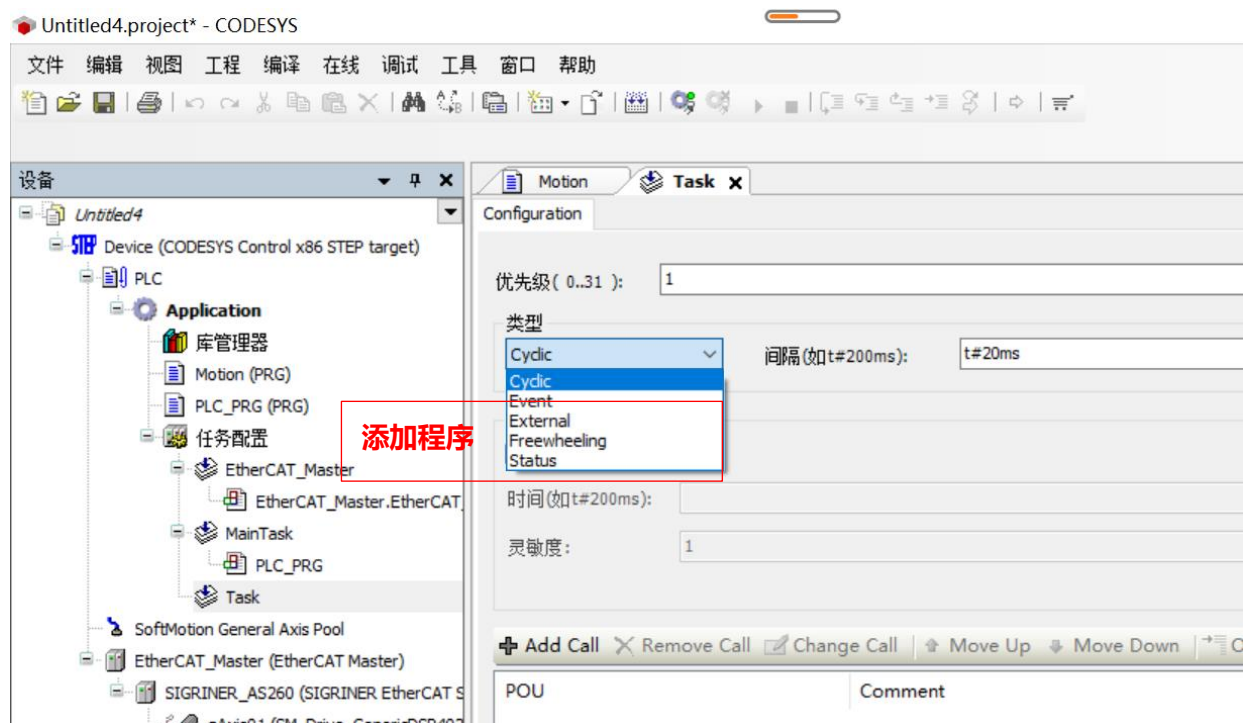 Untitled4.project* - CODESYS
文件 编辑 视图 工程 编译 在线 调试 工具 窗口 帮助
设备
Untitled4
Device (CODESYS Control x86 STEP target)
PLC
Application
库管理器
Motion (PRG)
PLC_PRG (PRG)
任务配置
EtherCAT_Master
EtherCAT_Master.EtherCAT_
MainTask
PLC_PRG
Task
SoftMotion General Axis Pool
EtherCAT_Master (EtherCAT Master)
SIGRINER_AS260 (SIGRINER EtherCAT S
添加程序
Motion Task
Configuration
优先级( 0..31 ): 1
类型
Cyclic 间隔(如t#200ms): t#20ms
Cyclic
Event
External
Freewheeling
Status
时间(如t#200ms):
灵敏度: 1
Add Call Remove Call Change Call Move Up Move Down O
POU Comment